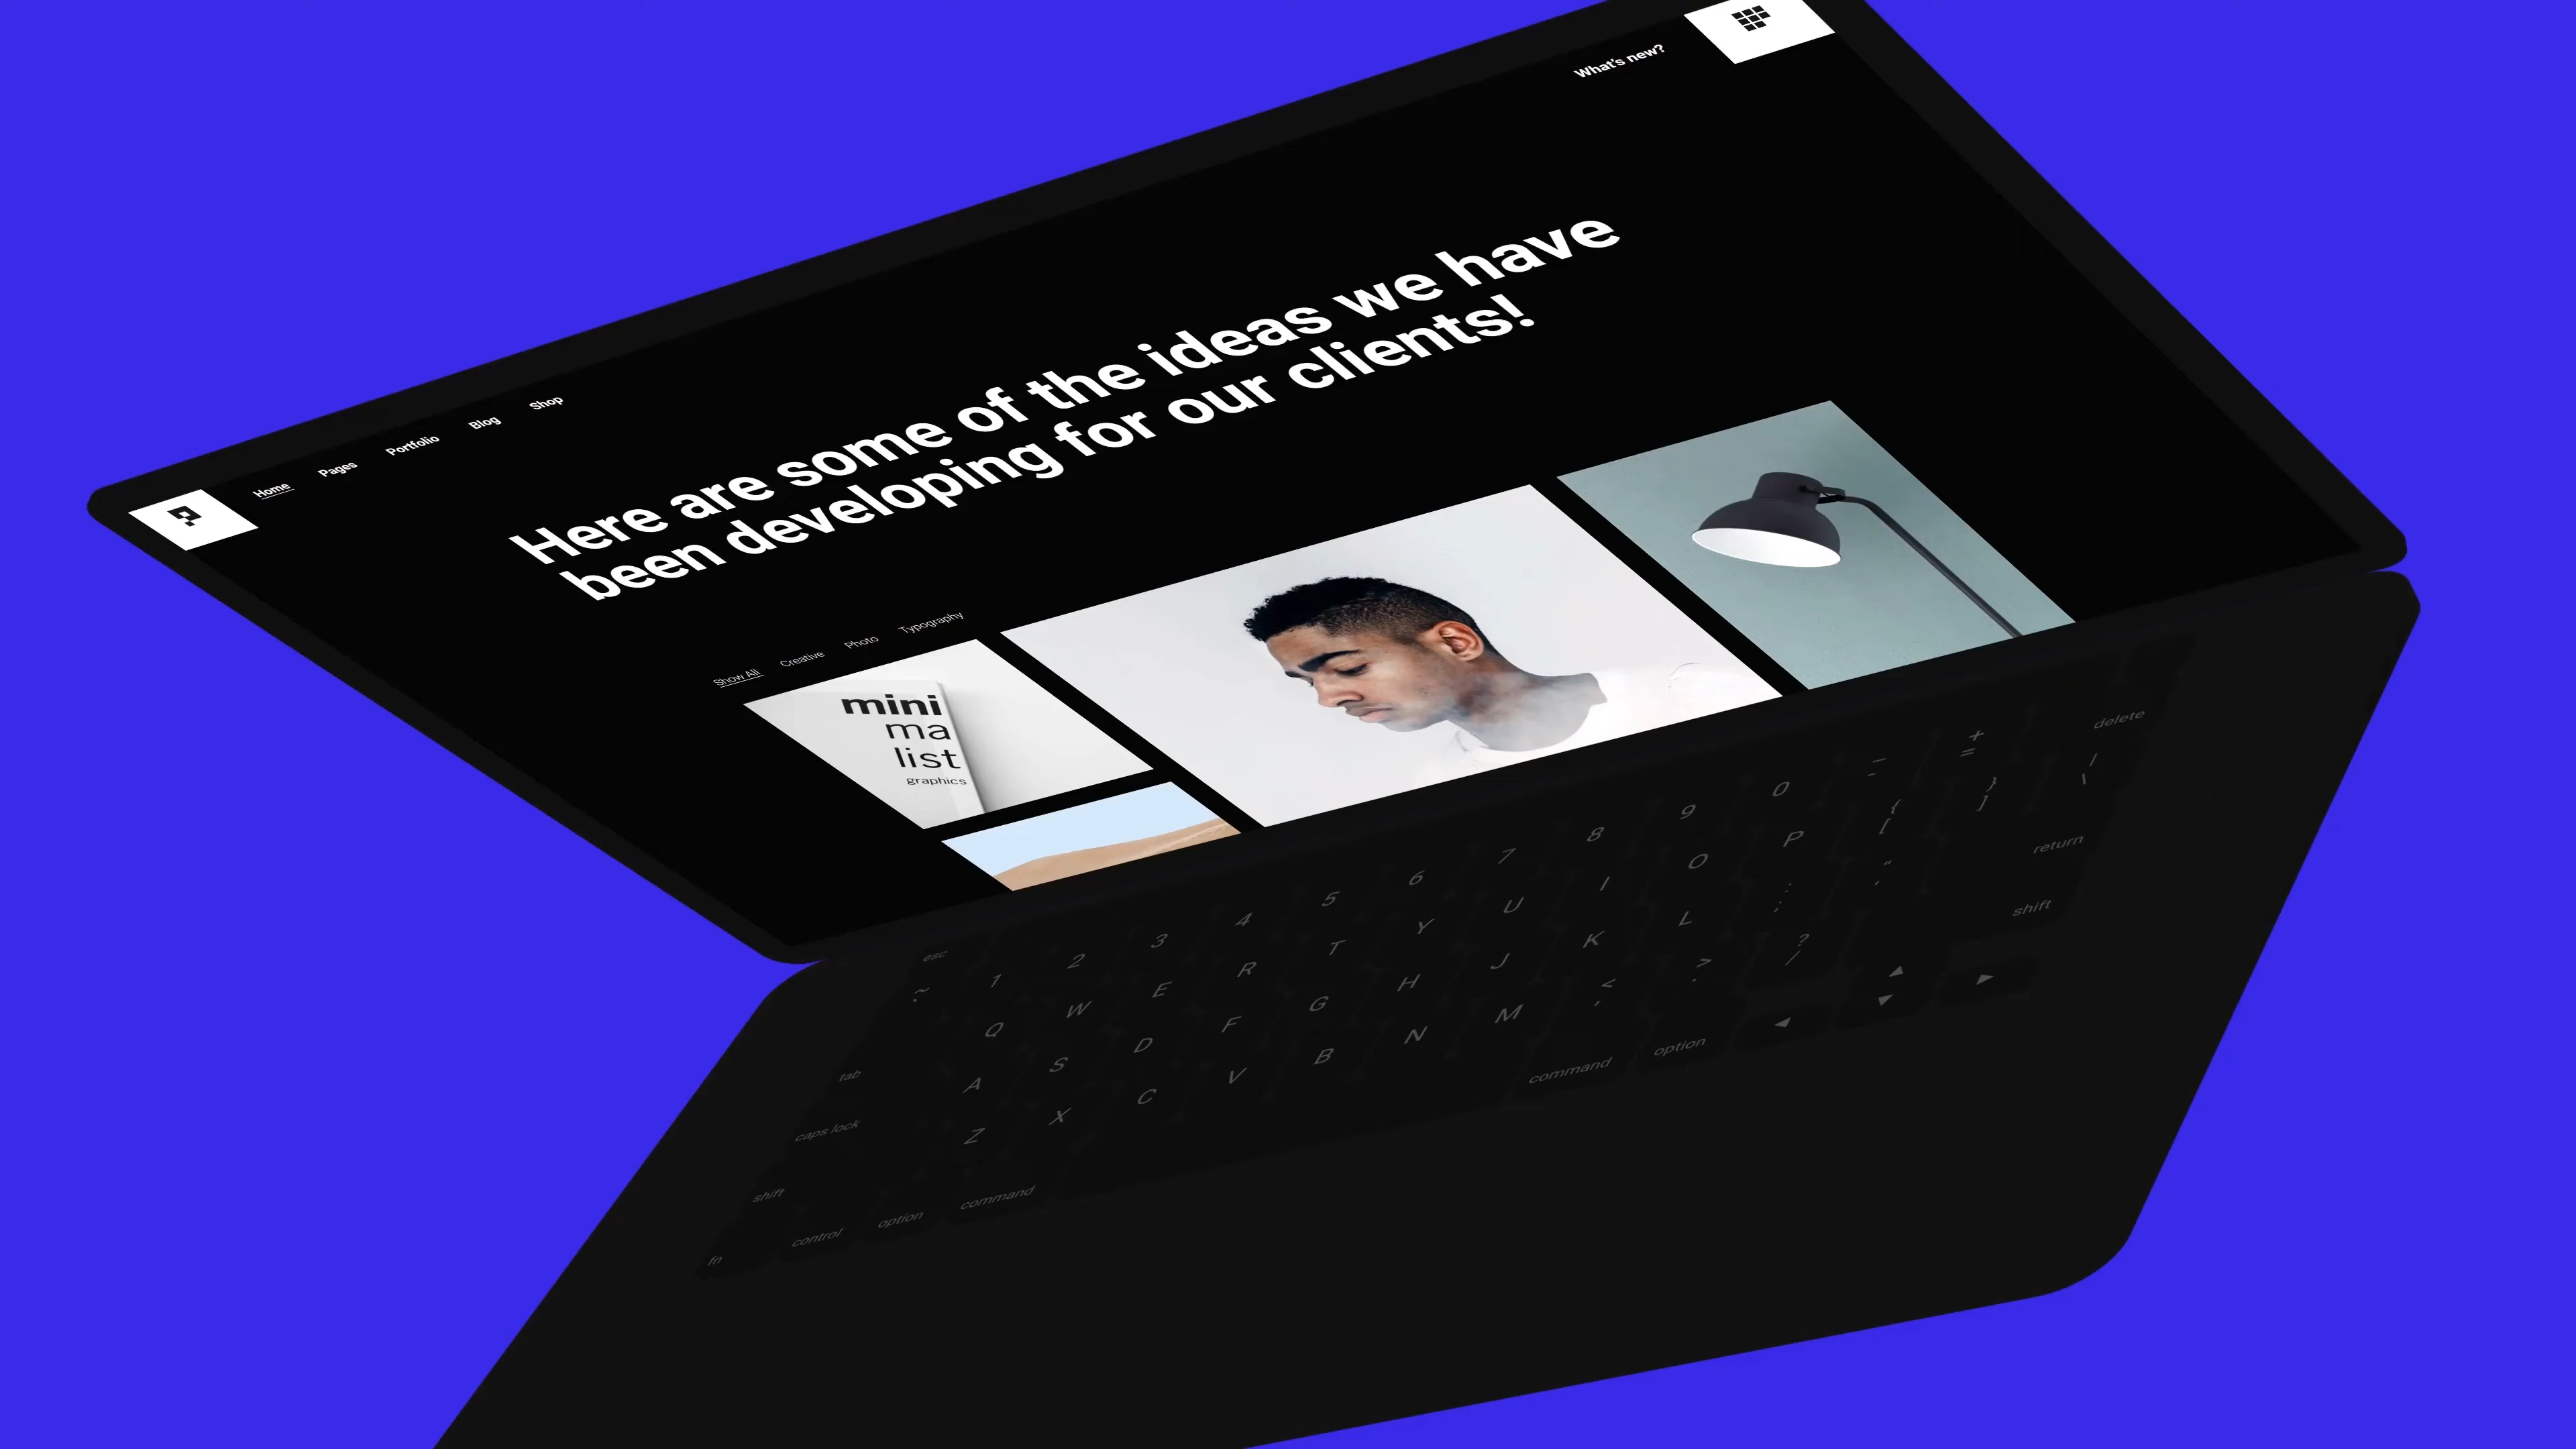 What's new?
Home Pages Portfolio Blog Shop
Here are some of the ideas we have
been developing for our clients!
Show All Creative Photo Typography
mini
ma
list
graphics
esc
~ 1 2 3 4 5 6 7 8 9 0 – - + = delete
tab Q W E R T Y U I O P { [ } ] | \
caps lock A S D F G H J K L : ; “ ‘ return
shift Z X C V B N M < , > . ? / shift
fn control option command command option ◀ ▲ ▼ ▶